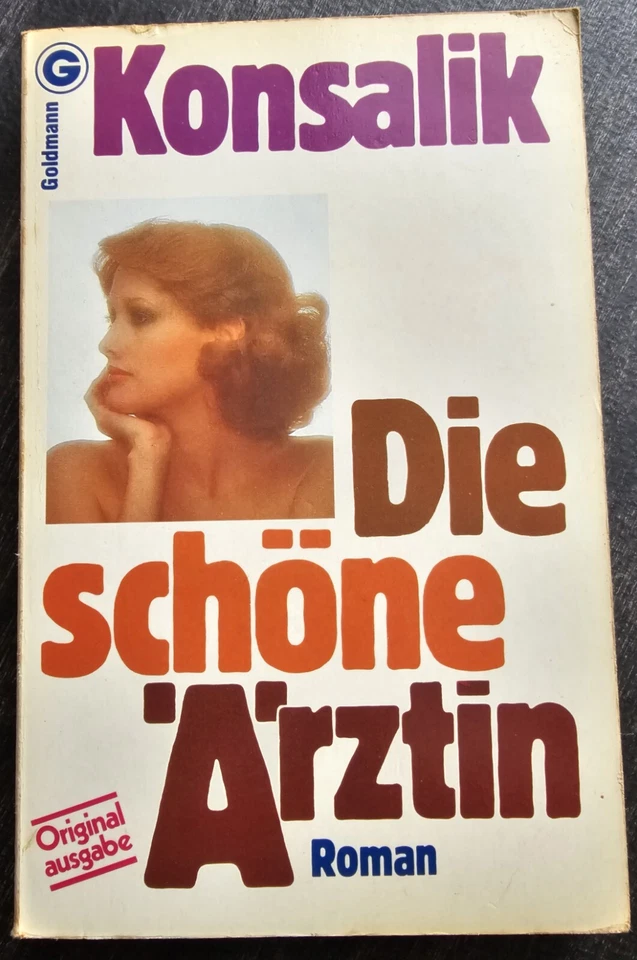 G
Goldmann
Konsalik
Die
schöne
Ärztin
Original
ausgabe
Roman